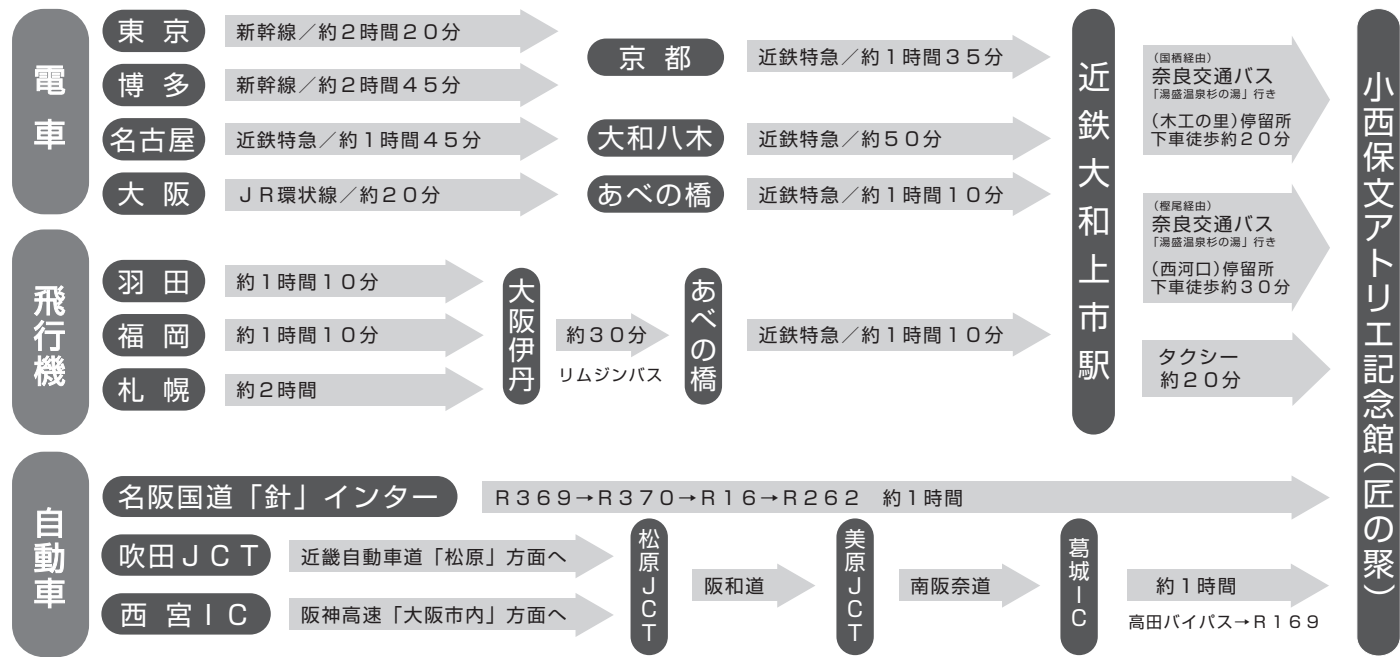 電車
東京
新幹線／約２時間２０分
博多
新幹線／約２時間４５分
京都
近鉄特急／約１時間３５分
名古屋
近鉄特急／約１時間４５分
大和八木
近鉄特急／約５０分
大阪
ＪＲ環状線／約２０分
あべの橋
近鉄特急／約１時間１０分
飛行機
羽田
約１時間１０分
福岡
約１時間１０分
札幌
約２時間
大阪伊丹
約３０分
リムジンバス
あべの橋
近鉄特急／約１時間１０分
近鉄大和上市駅
（国栖経由）
奈良交通バス
「湯盛温泉杉の湯」行き
（木工の里）停留所
下車徒歩約２０分
（樫尾経由）
奈良交通バス
「湯盛温泉杉の湯」行き
（西河口）停留所
下車徒歩約３０分
タクシー
約２０分
自動車
名阪国道「針」インター
Ｒ３６９→Ｒ３７０→Ｒ１６→Ｒ２６２　約１時間
吹田ＪＣＴ
近畿自動車道「松原」方面へ
西宮ＩＣ
阪神高速「大阪市内」方面へ
松原ＪＣＴ
阪和道
美原ＪＣＴ
南阪奈道
葛城ＩＣ
約１時間
高田バイパス→Ｒ１６９
小西保文アトリエ記念館（匠の聚）